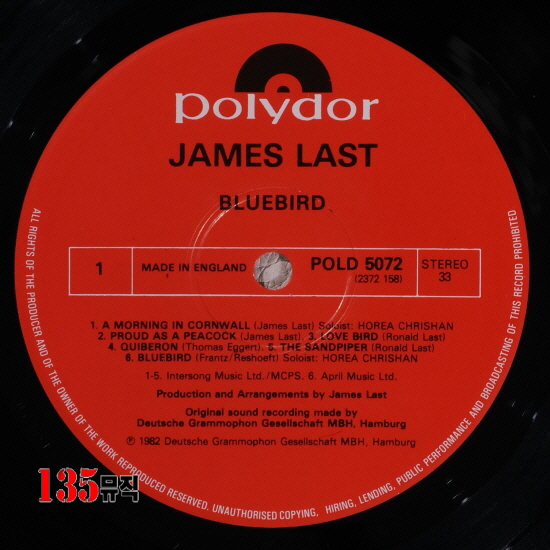 polydor
JAMES LAST
BLUEBIRD
1
MADE IN ENGLAND
POLD 5072
(2372 158)
STEREO
33
1. A MORNING IN CORNWALL (James Last) Soloist: HOREA CHRISHAN
2. PROUD AS A PEACOCK (James Last). 3. LOVE BIRD (Ronald Last)
4. QUIBERON (Thomas Eggert). 5. THE SANDPIPER (Ronald Last)
6. BLUEBIRD (Frantz/Reshoeft) Soloist: HOREA CHRISHAN
1-5. Intersong Music Ltd./MCPS. 6. April Music Ltd.
Production and Arrangements by James Last
Original sound recording made by
Deutsche Grammophon Gesellschaft MBH, Hamburg
℗ 1982 Deutsche Grammophon Gesellschaft MBH, Hamburg
ALL RIGHTS OF THE PRODUCER AND OF THE OWNER OF THE WORK REPRODUCED RESERVED. UNAUTHORISED COPYING, HIRING, LENDING, PUBLIC PERFORMANCE AND BROADCASTING OF THIS RECORD PROHIBITED
135뮤직